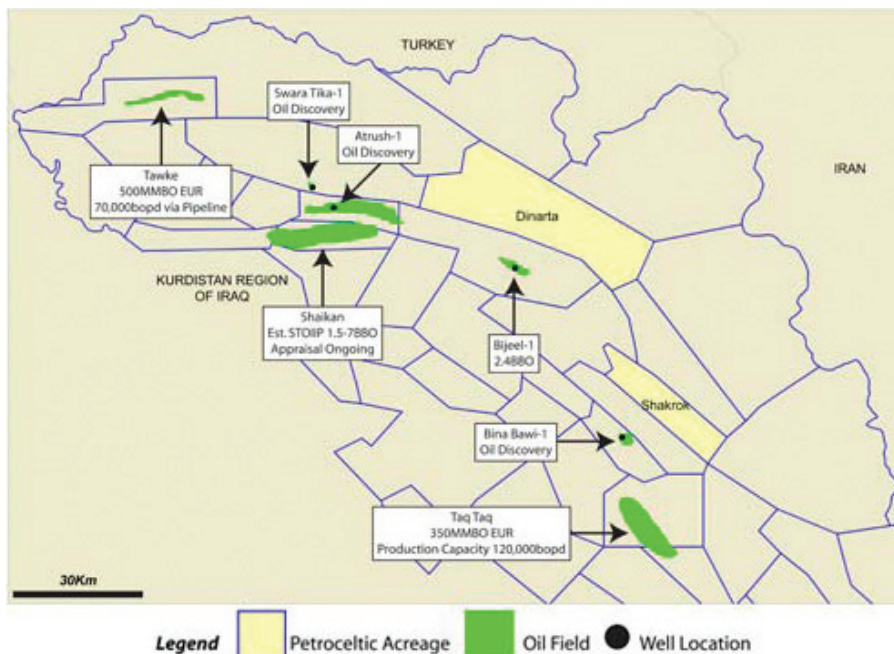 TURKEY
Swara Tika-1
Oil Discovery
Atrush-1
Oil Discovery
IRAN
Tawke
500MMBO EUR
70,000bopd via Pipeline
Dinarta
KURDISTAN REGION
OF IRAQ
Shaikan
Est. STOIIP 1.5-7BBO
Appraisal Ongoing
Bijeel-1
2.4BBO
Shakrok
Bina Bawi-1
Oil Discovery
Taq Taq
350MMBO EUR
Production Capacity 120,000bopd
30Km
Legend Petroceltic Acreage Oil Field Well Location